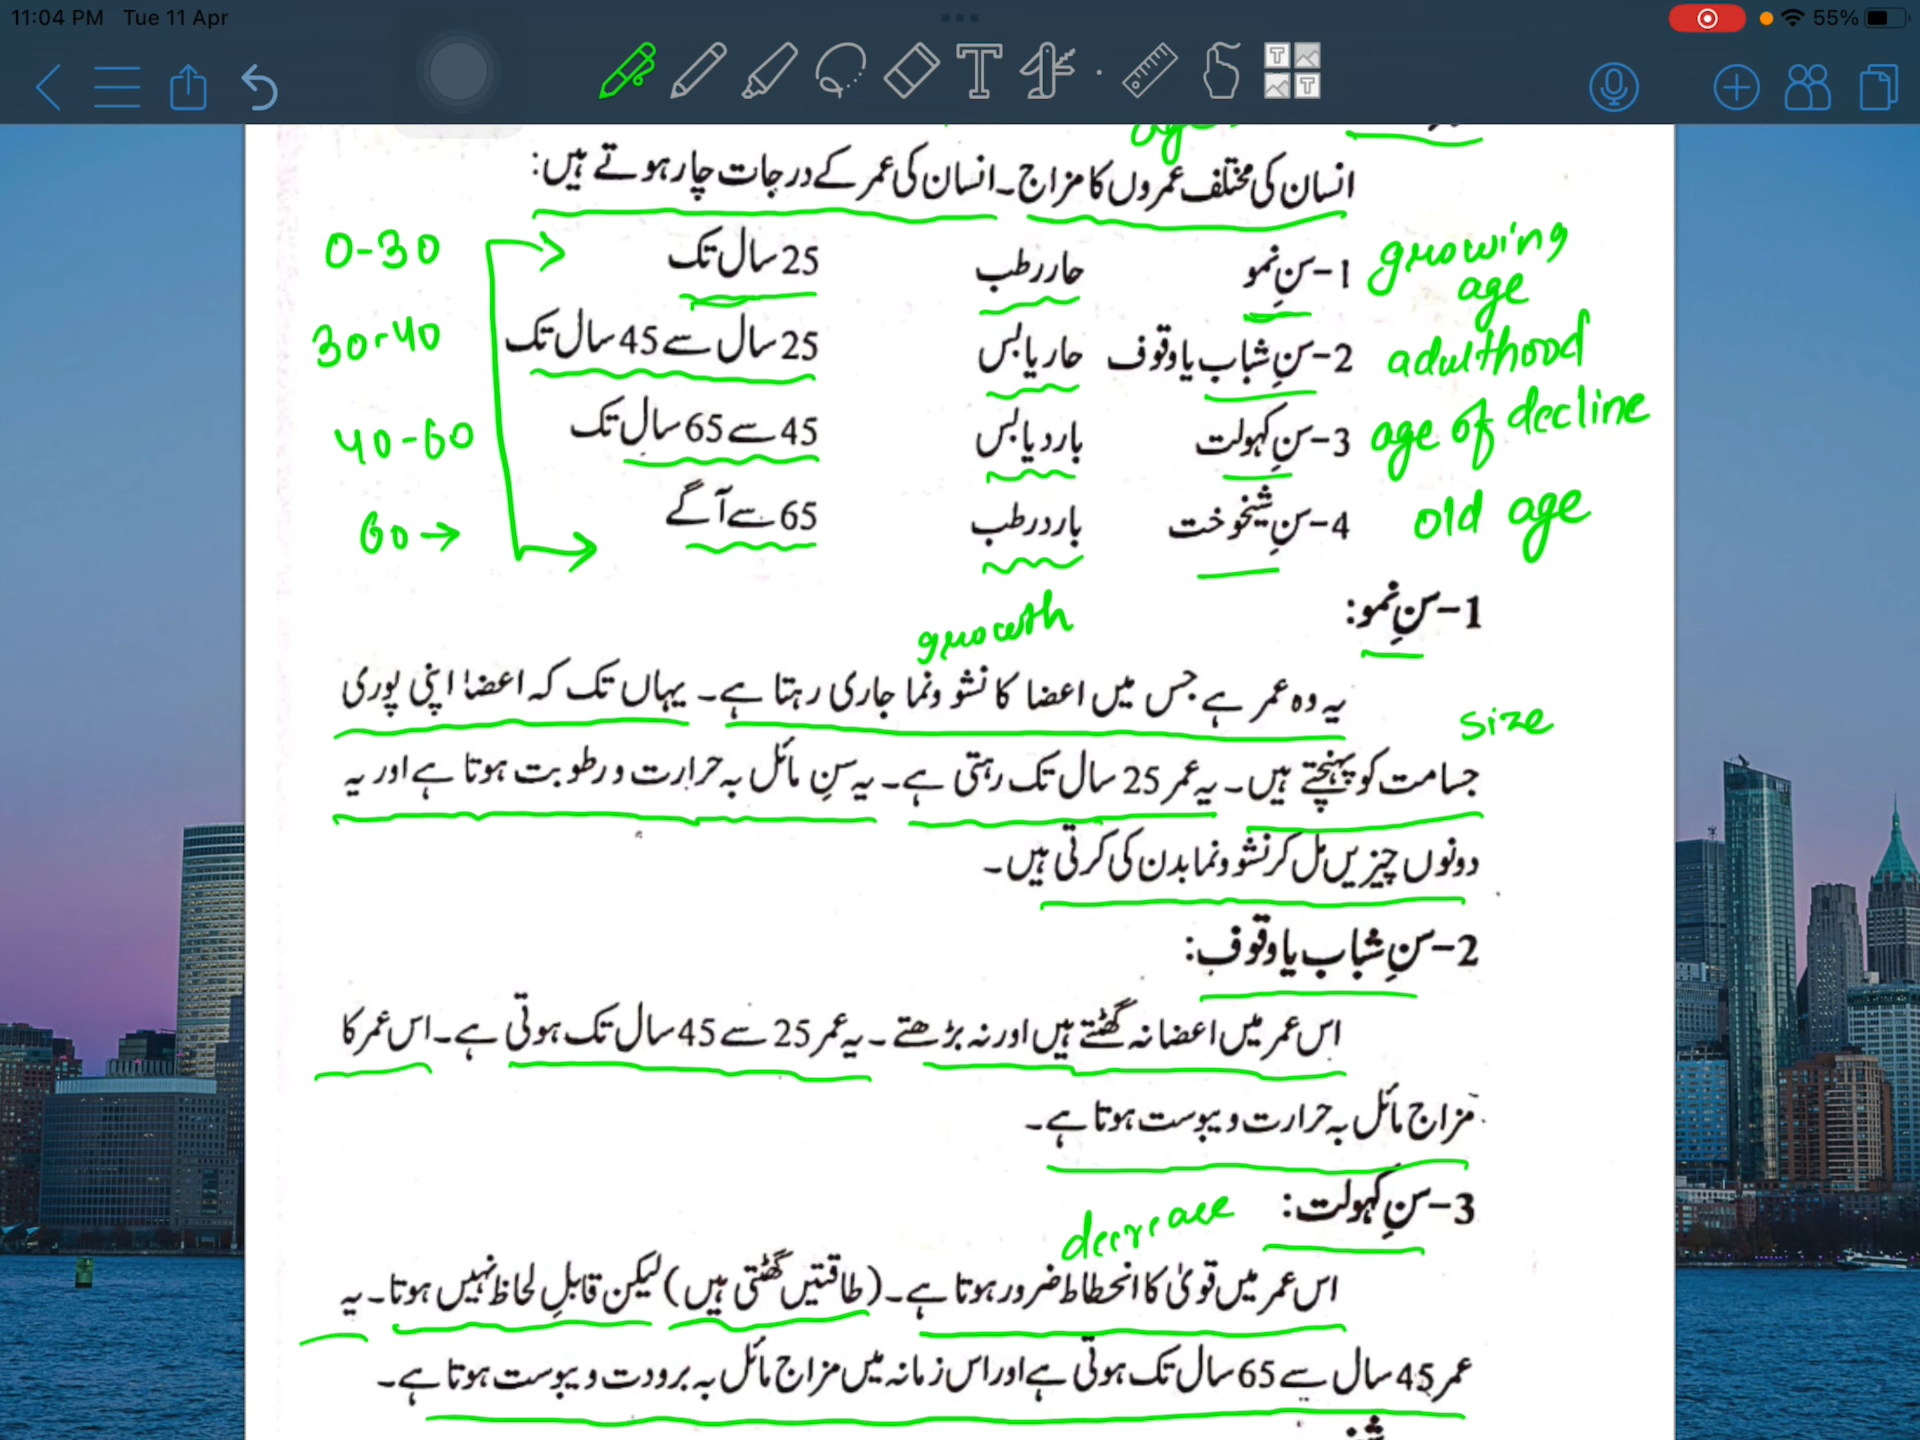 11:04 PM Tue 11 Apr
55%
age
انسان کی مختلف عمروں کا مزاج۔ انسان کی عمر کے درجات چار ہوتے ہیں:
1-سنِ نمو حار رطب 25 سال تک growing age 0-30
2-سنِ شباب یا وقوف حار یابس 25 سال سے 45 سال تک adulthood 30-40
3-سنِ کہولت بارد یابس 45 سے 65 سال تک age of decline 40-60
4-سنِ شیخوخت بارد رطب 65 سے آگے old age 60→
1-سنِ نمو:
growth
یہ وہ عمر ہے جس میں اعضا کا نشو ونما جاری رہتا ہے۔ یہاں تک کہ اعضا اپنی پوری
size
جسامت کو پہنچتے ہیں۔ یہ عمر 25 سال تک رہتی ہے۔ یہ سنِ مائل بہ حرارت و رطوبت ہوتا ہے اور یہ
دونوں چیزیں مل کر نشو ونما بدن کی کرتی ہیں۔
2-سنِ شباب یا وقوف:
اس عمر میں اعضا نہ گھٹتے ہیں اور نہ بڑھتے ۔ یہ عمر 25 سے 45 سال تک ہوتی ہے۔ اس عمر کا
مزاج مائل بہ حرارت و یبوست ہوتا ہے۔
3-سنِ کہولت:
decrease
اس عمر میں قویٰ کا انحطاط ضرور ہوتا ہے۔ (طاقتیں گھٹتی ہیں) لیکن قابلِ لحاظ نہیں ہوتا۔ یہ
عمر 45 سال سے 65 سال تک ہوتی ہے اور اس زمانہ میں مزاج مائل بہ برودت و یبوست ہوتا ہے۔